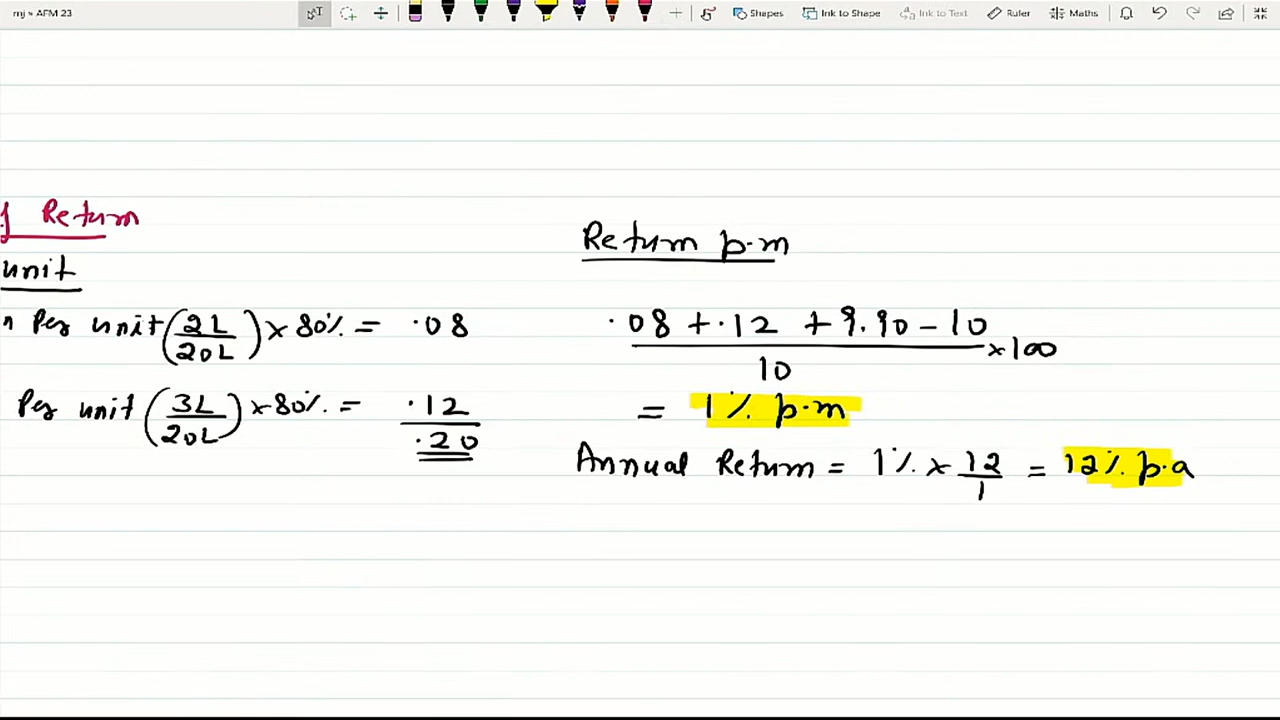 mj » AFM 23
Shapes
Ink to Shape
Ink to Text
Ruler
Maths
Return
unit
Per unit (2L/20L) × 80% = .08
Per unit (3L/20L) × 80% = .12
.20
Return p.m
.08 + .12 + 9.90 – 10
10
×100
= 1% p.m
Annual Return = 1% × 12/1 = 12% p.a